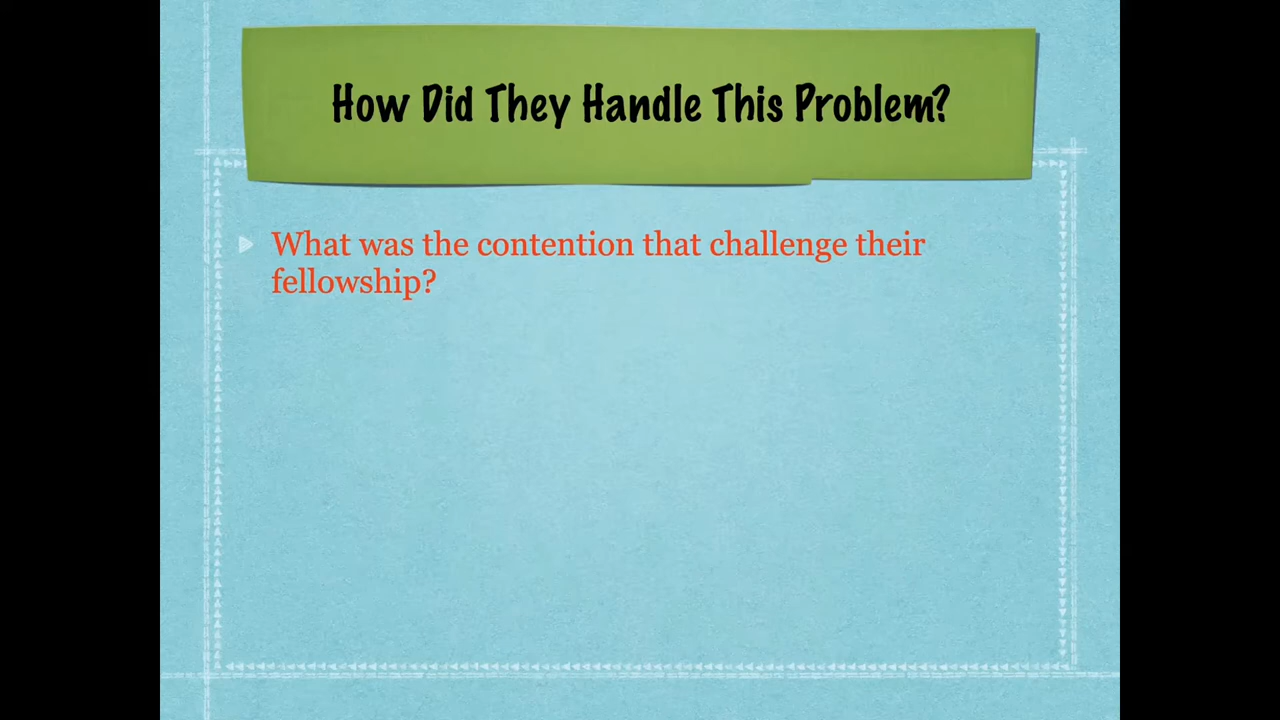 How Did They Handle This Problem?
What was the contention that challenge their
fellowship?